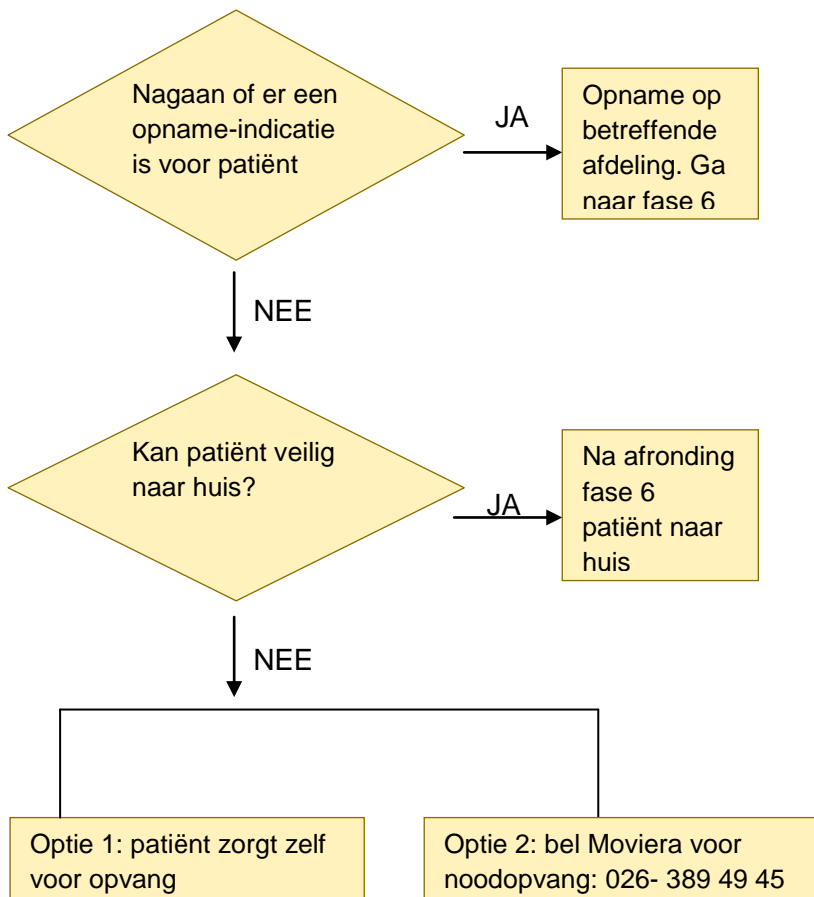 Nagaan of er een
opname-indicatie
is voor patiënt
JA
Opname op
betreffende
afdeling. Ga
naar fase 6
NEE
Kan patiënt veilig
naar huis?
JA
Na afronding
fase 6
patiënt naar
huis
NEE
Optie 1: patiënt zorgt zelf
voor opvang
Optie 2: bel Moviera voor
noodopvang: 026- 389 49 45